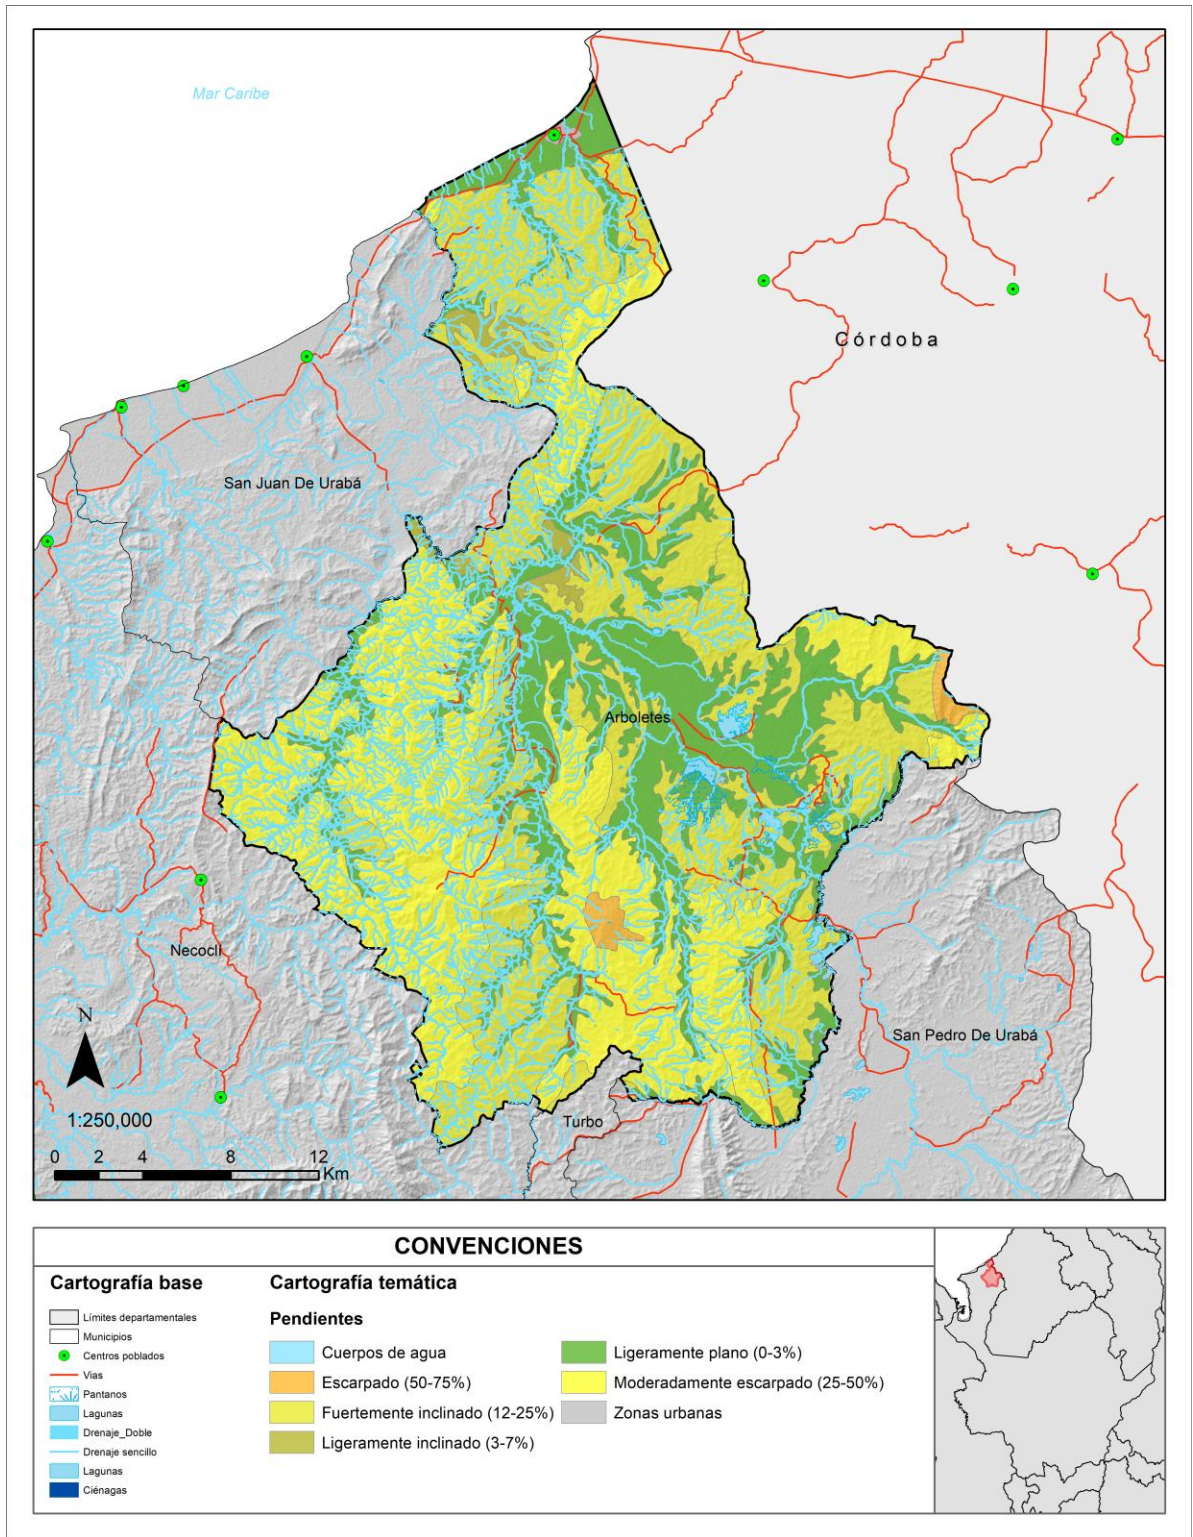 Mar Caribe
Córdoba
San Juan De Urabá
Arboletes
Necoclí
San Pedro De Urabá
Turbo
N
1:250,000
0 2 4 8 12
Km
CONVENCIONES
Cartografía base
Límites departamentales
Municipios
Centros poblados
Vias
Pantanos
Lagunas
Drenaje_Doble
Drenaje sencillo
Lagunas
Ciénagas
Cartografía temática
Pendientes
Cuerpos de agua
Escarpado (50-75%)
Fuertemente inclinado (12-25%)
Ligeramente inclinado (3-7%)
Ligeramente plano (0-3%)
Moderadamente escarpado (25-50%)
Zonas urbanas